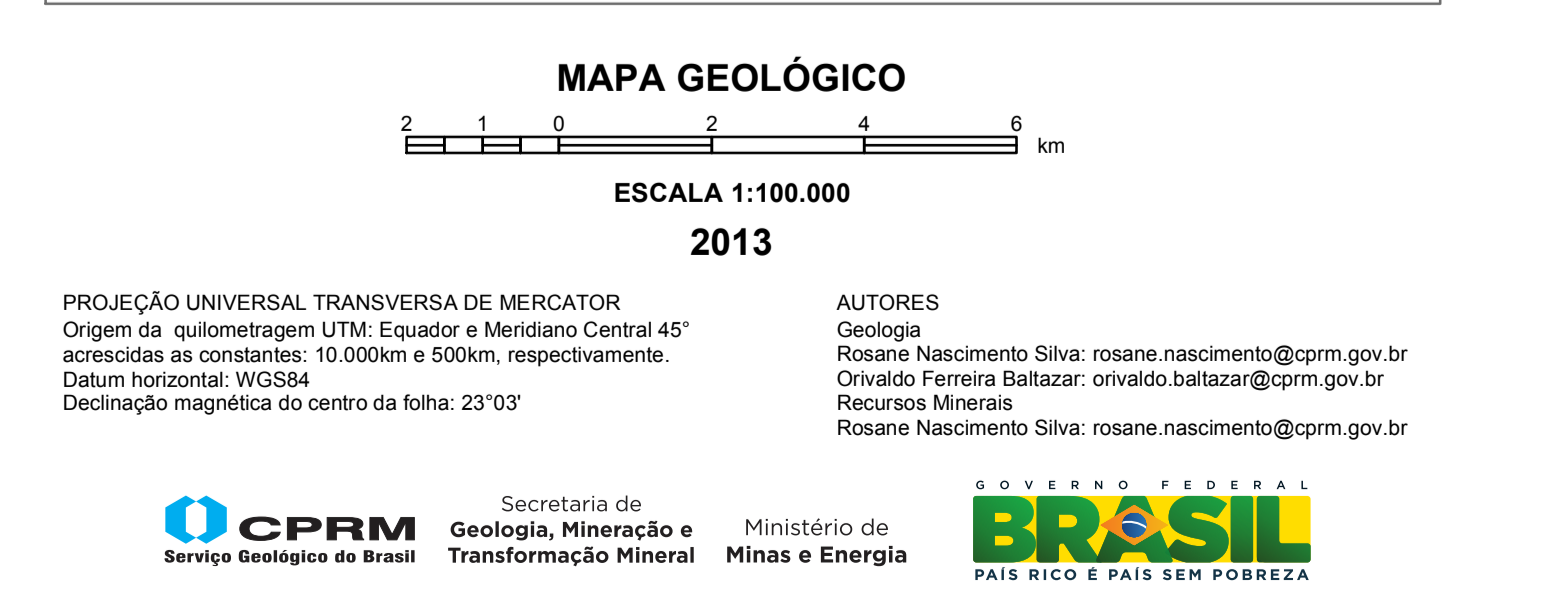 MAPA GEOLÓGICO
2 1 0 2 4 6
km
ESCALA 1:100.000
2013
PROJEÇÃO UNIVERSAL TRANSVERSA DE MERCATOR
Origem da quilometragem UTM: Equador e Meridiano Central 45°
acrescidas as constantes: 10.000km e 500km, respectivamente.
Datum horizontal: WGS84
Declinação magnética do centro da folha: 23°03'
AUTORES
Geologia
Rosane Nascimento Silva: rosane.nascimento@cprm.gov.br
Orivaldo Ferreira Baltazar: orivaldo.baltazar@cprm.gov.br
Recursos Minerais
Rosane Nascimento Silva: rosane.nascimento@cprm.gov.br
CPRM
Serviço Geológico do Brasil
Secretaria de
Geologia, Mineração e
Transformação Mineral
Ministério de
Minas e Energia
GOVERNO FEDERAL
BRASIL
PAÍS RICO É PAÍS SEM POBREZA